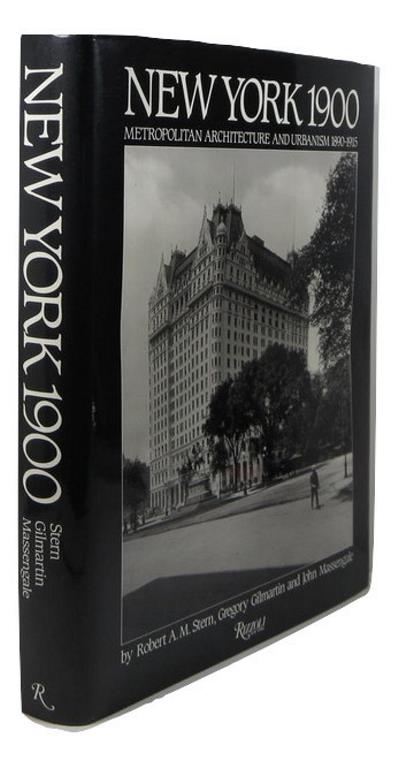 NEW YORK 1900
METROPOLITAN ARCHITECTURE AND URBANISM 1890-1915
by Robert A. M. Stern, Gregory Gilmartin and John Massengale
RIZZOLI
NEW YORK 1900
Stern
Gilmartin
Massengale
R